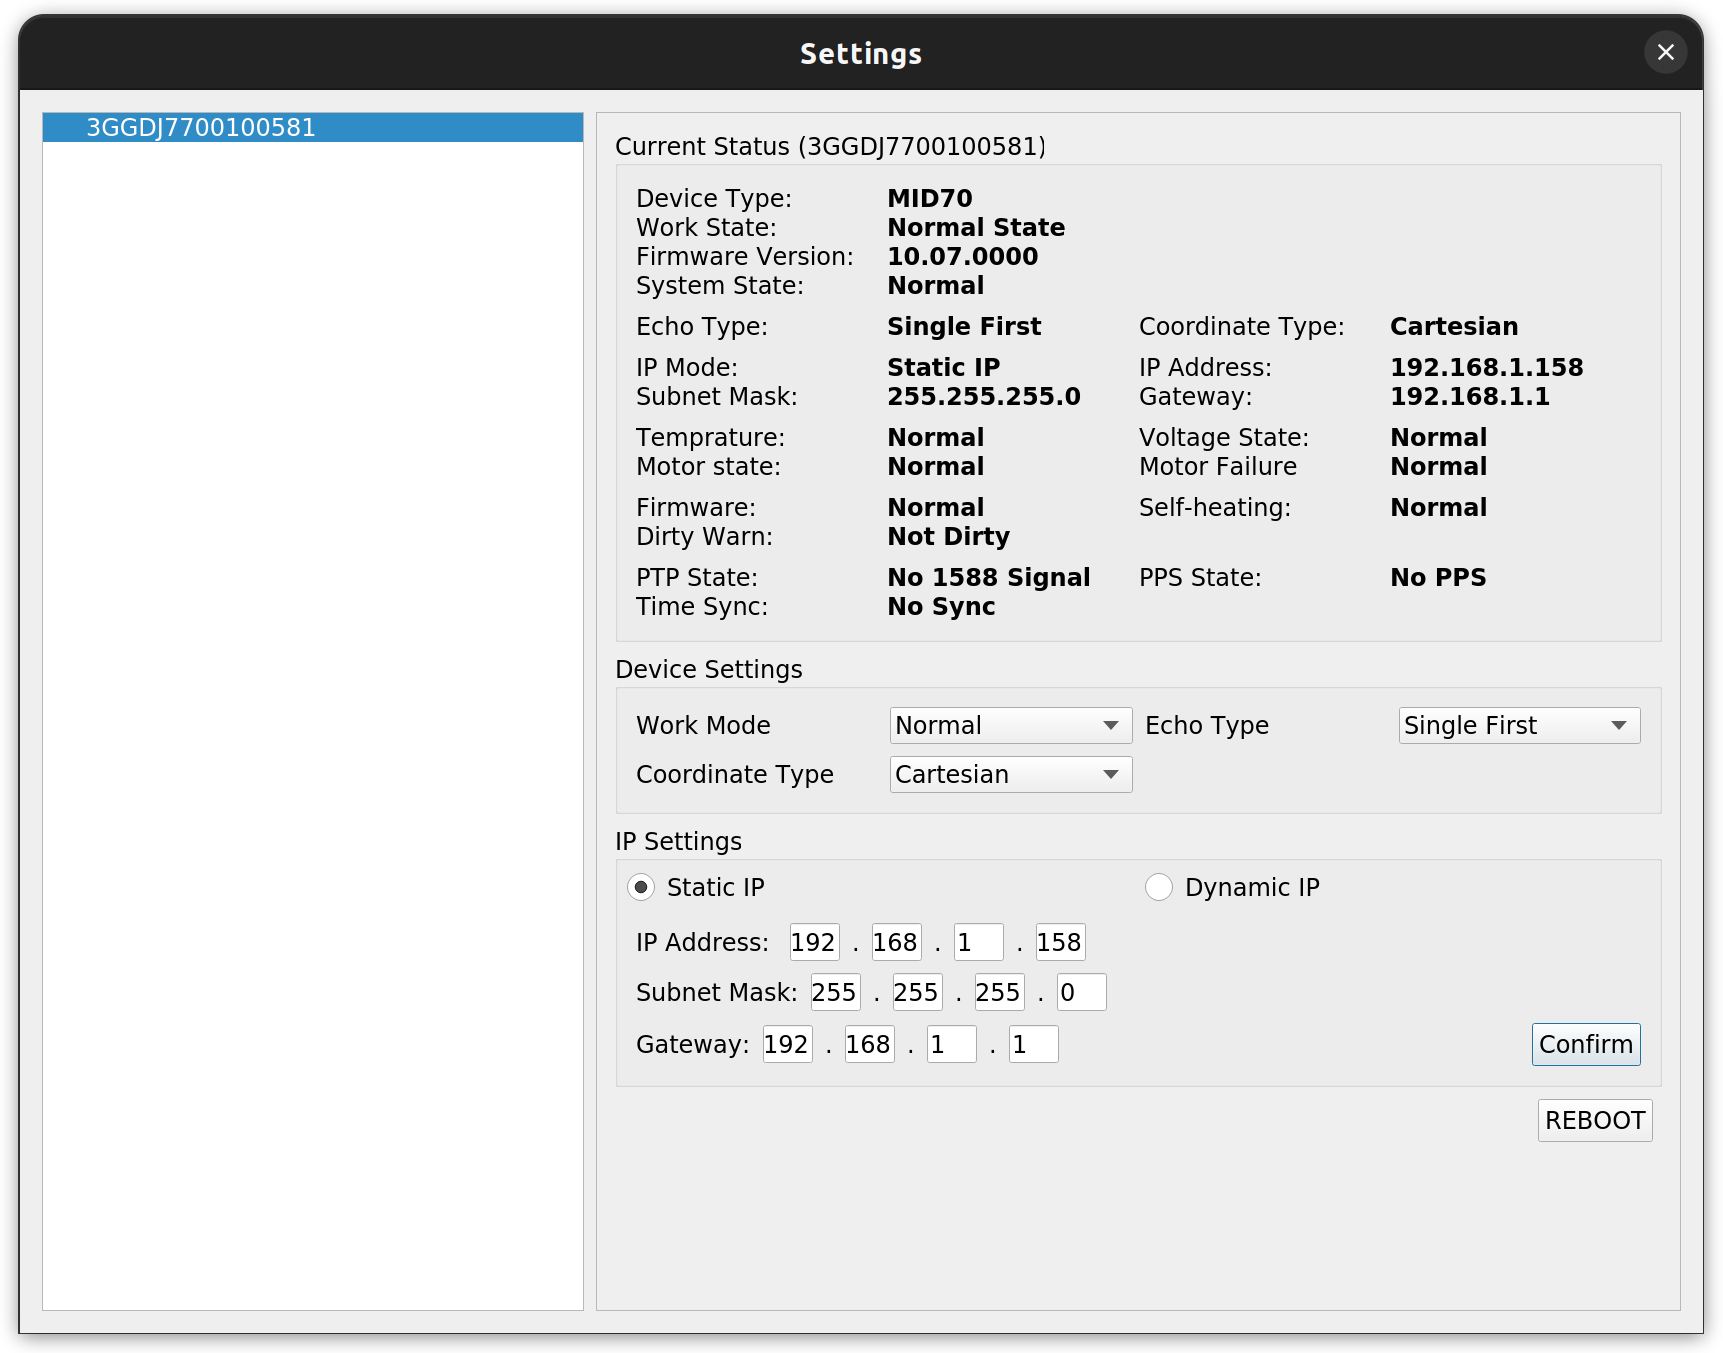 Settings
3GGDJ7700100581
Current Status (3GGDJ7700100581)
Device Type: MID70
Work State: Normal State
Firmware Version: 10.07.0000
System State: Normal
Echo Type: Single First Coordinate Type: Cartesian
IP Mode: Static IP IP Address: 192.168.1.158
Subnet Mask: 255.255.255.0 Gateway: 192.168.1.1
Temprature: Normal Voltage State: Normal
Motor state: Normal Motor Failure Normal
Firmware: Normal Self-heating: Normal
Dirty Warn: Not Dirty
PTP State: No 1588 Signal PPS State: No PPS
Time Sync: No Sync
Device Settings
Work Mode Normal Echo Type Single First
Coordinate Type Cartesian
IP Settings
Static IP Dynamic IP
IP Address: 192 . 168 . 1 . 158
Subnet Mask: 255 . 255 . 255 . 0
Gateway: 192 . 168 . 1 . 1 Confirm
REBOOT